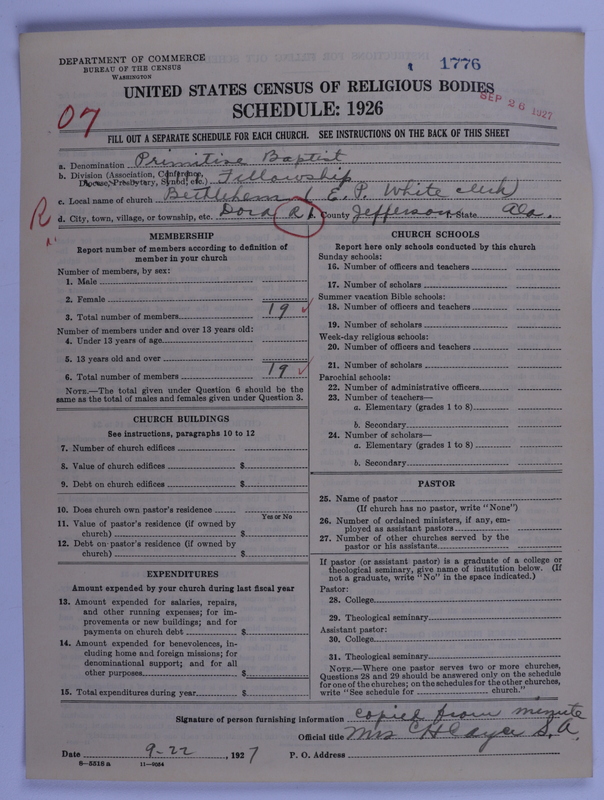 1776
DEPARTMENT OF COMMERCE
BUREAU OF THE CENSUS
WASHINGTON
UNITED STATES CENSUS OF RELIGIOUS BODIES
SEP 26 1927
SCHEDULE: 1926
07
FILL OUT A SEPARATE SCHEDULE FOR EACH CHURCH. SEE INSTRUCTIONS ON THE BACK OF THIS SHEET
a. Denomination Primitive Baptist
b. Division (Association, Conference, Diocese, Presbytery, Synod, etc.) Fellowship
c. Local name of church Bethlehem (E. P. White clerk)
R d. City, town, village, or township, etc. Dora R1. County Jefferson State Ala.
MEMBERSHIP
Report number of members according to definition of
member in your church
Number of members, by sex:
1. Male
2. Female
3. Total number of members 19 ✓
Number of members under and over 13 years old:
4. Under 13 years of age
5. 13 years old and over
6. Total number of members 19 ✓
NOTE.—The total given under Question 6 should be the
same as the total of males and females given under Question 3.
CHURCH BUILDINGS
See instructions, paragraphs 10 to 12
7. Number of church edifices
8. Value of church edifices $
9. Debt on church edifices $
10. Does church own pastor's residence
Yes or No
11. Value of pastor's residence (if owned by
church) $
12. Debt on pastor's residence (if owned by
church) $
EXPENDITURES
Amount expended by your church during last fiscal year
13. Amount expended for salaries, repairs,
and other running expenses; for im-
provements or new buildings; and for
payments on church debt $
14. Amount expended for benevolences, in-
cluding home and foreign missions; for
denominational support; and for all
other purposes $
15. Total expenditures during year $
CHURCH SCHOOLS
Report here only schools conducted by this church
Sunday schools:
16. Number of officers and teachers
17. Number of scholars
Summer vacation Bible schools:
18. Number of officers and teachers
19. Number of scholars
Week-day religious schools:
20. Number of officers and teachers
21. Number of scholars
Parochial schools:
22. Number of administrative officers
23. Number of teachers—
a. Elementary (grades 1 to 8)
b. Secondary
24. Number of scholars—
a. Elementary (grades 1 to 8)
b. Secondary
PASTOR
25. Name of pastor
(If church has no pastor, write "None")
26. Number of ordained ministers, if any, em-
ployed as assistant pastors
27. Number of other churches served by the
pastor or his assistants
If pastor (or assistant pastor) is a graduate of a college or
theological seminary, give name of institution below. (If
not a graduate, write "No" in the space indicated.)
Pastor:
28. College
29. Theological seminary
Assistant pastor:
30. College
31. Theological seminary
NOTE.—Where one pastor serves two or more churches,
Questions 28 and 29 should be answered only on the schedule
for one of the churches; on the schedules for the other churches,
write "See schedule for church."
Signature of person furnishing information copied from minute
Official title Mrs C H Cayce S. A.
Date 9-22, 1927 P. O. Address
8—5518a 11—9034